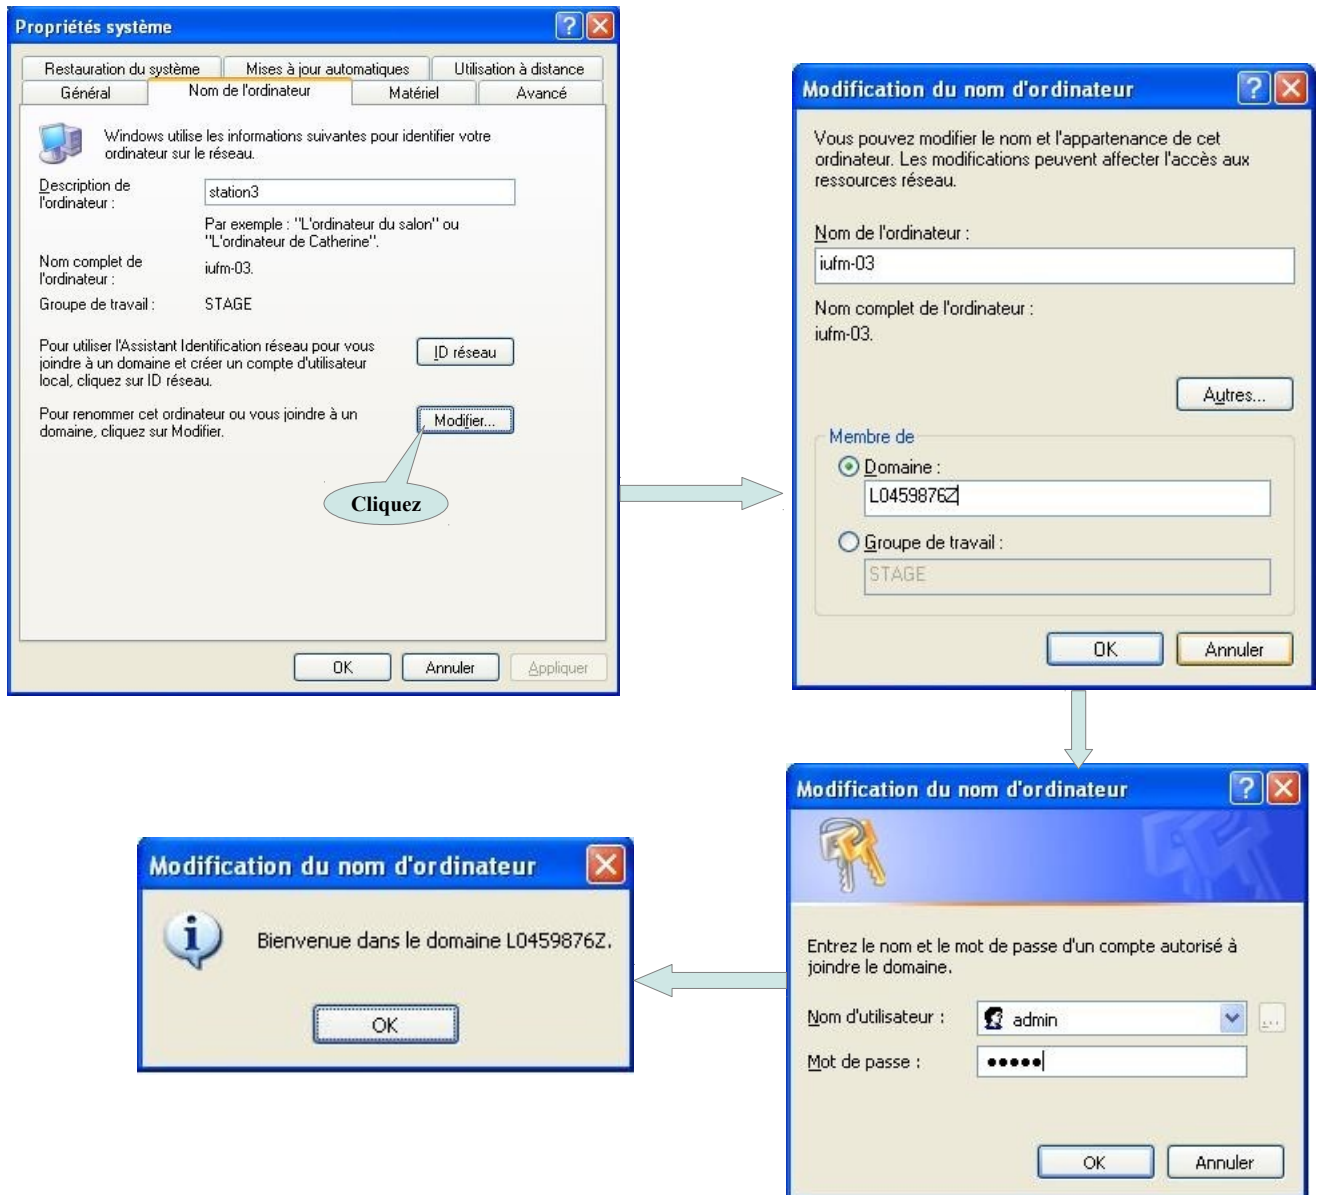 Propriétés système
Restauration du système Mises à jour automatiques Utilisation à distance
Général Nom de l'ordinateur Matériel Avancé
Windows utilise les informations suivantes pour identifier votre
ordinateur sur le réseau.
Description de
l'ordinateur :
station3
Par exemple : "L'ordinateur du salon" ou
"L'ordinateur de Catherine".
Nom complet de
l'ordinateur :
iufm-03.
Groupe de travail : STAGE
Pour utiliser l'Assistant Identification réseau pour vous
joindre à un domaine et créer un compte d'utilisateur
local, cliquez sur ID réseau.
ID réseau
Pour renommer cet ordinateur ou vous joindre à un
domaine, cliquez sur Modifier.
Modifier...
Cliquez
OK Annuler Appliquer
Modification du nom d'ordinateur
Vous pouvez modifier le nom et l'appartenance de cet
ordinateur. Les modifications peuvent affecter l'accès aux
ressources réseau.
Nom de l'ordinateur :
iufm-03
Nom complet de l'ordinateur :
iufm-03.
Autres...
Membre de
Domaine :
L0459876Z
Groupe de travail :
STAGE
OK Annuler
Modification du nom d'ordinateur
Entrez le nom et le mot de passe d'un compte autorisé à
joindre le domaine.
Nom d'utilisateur : admin ...
Mot de passe : •••••
OK Annuler
Modification du nom d'ordinateur
Bienvenue dans le domaine L0459876Z.
OK